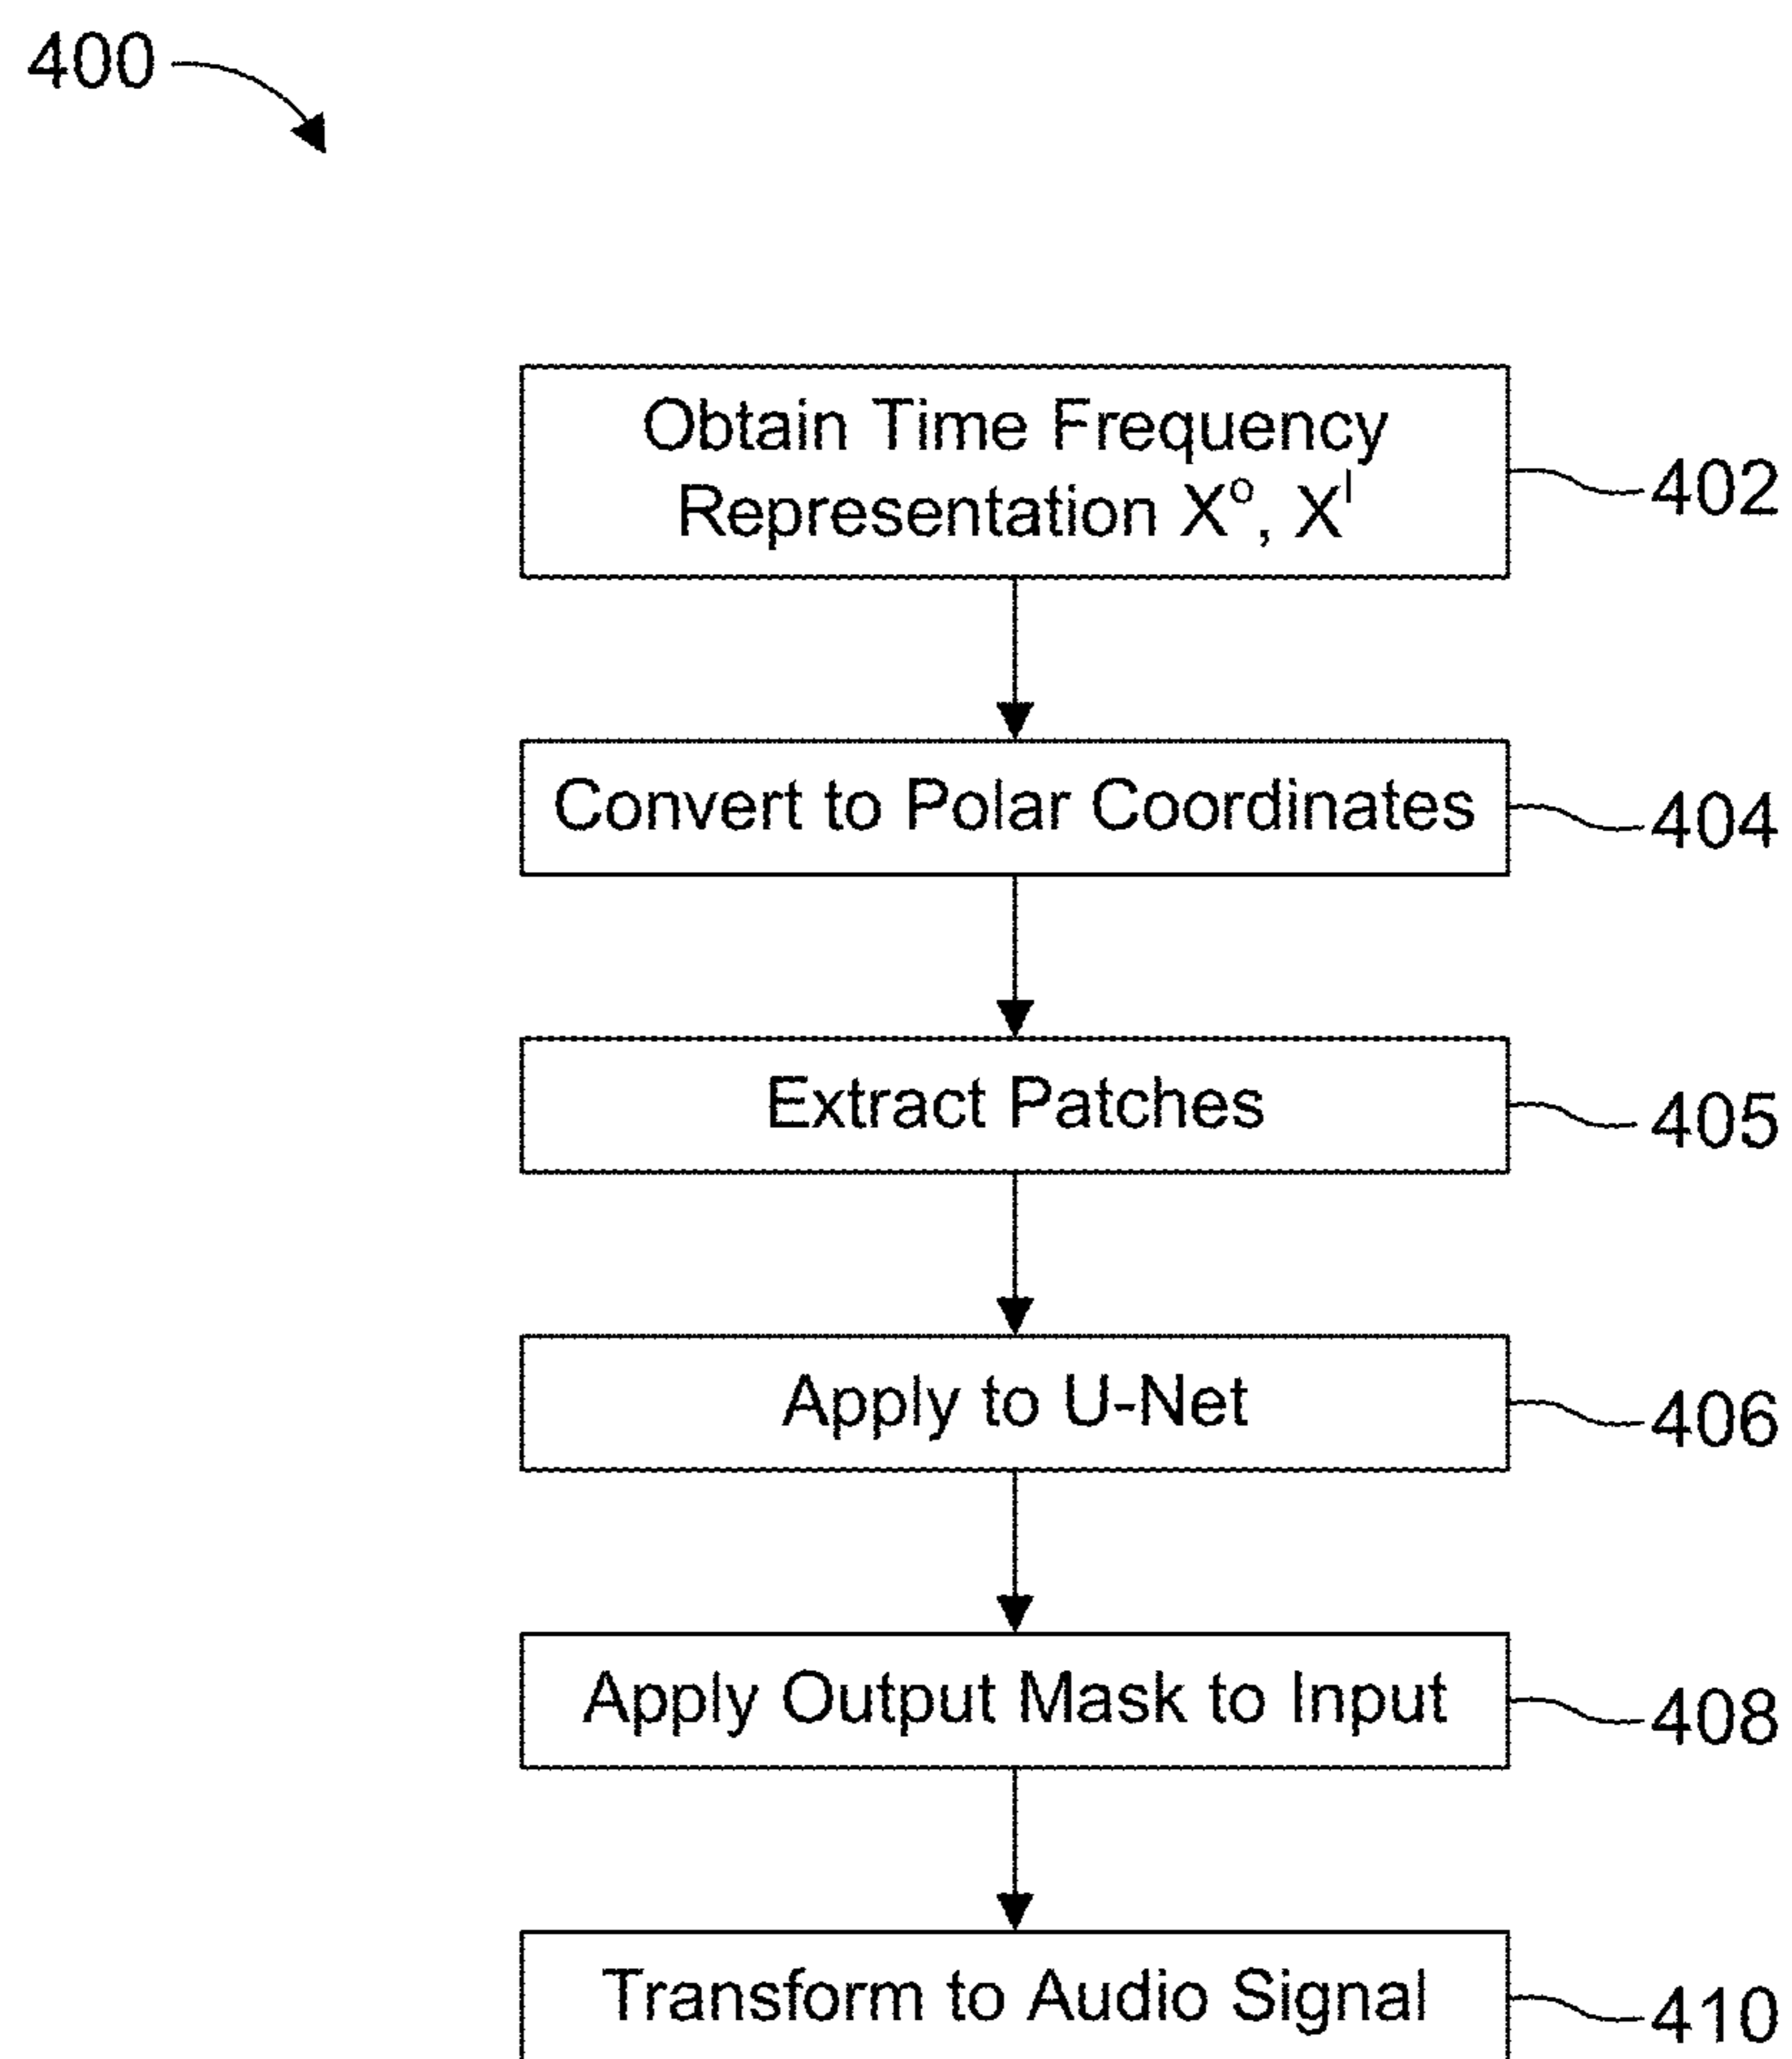 400
Obtain Time Frequency
Representation Xᵒ, Xᴵ
402
Convert to Polar Coordinates
404
Extract Patches
405
Apply to U-Net
406
Apply Output Mask to Input
408
Transform to Audio Signal
410